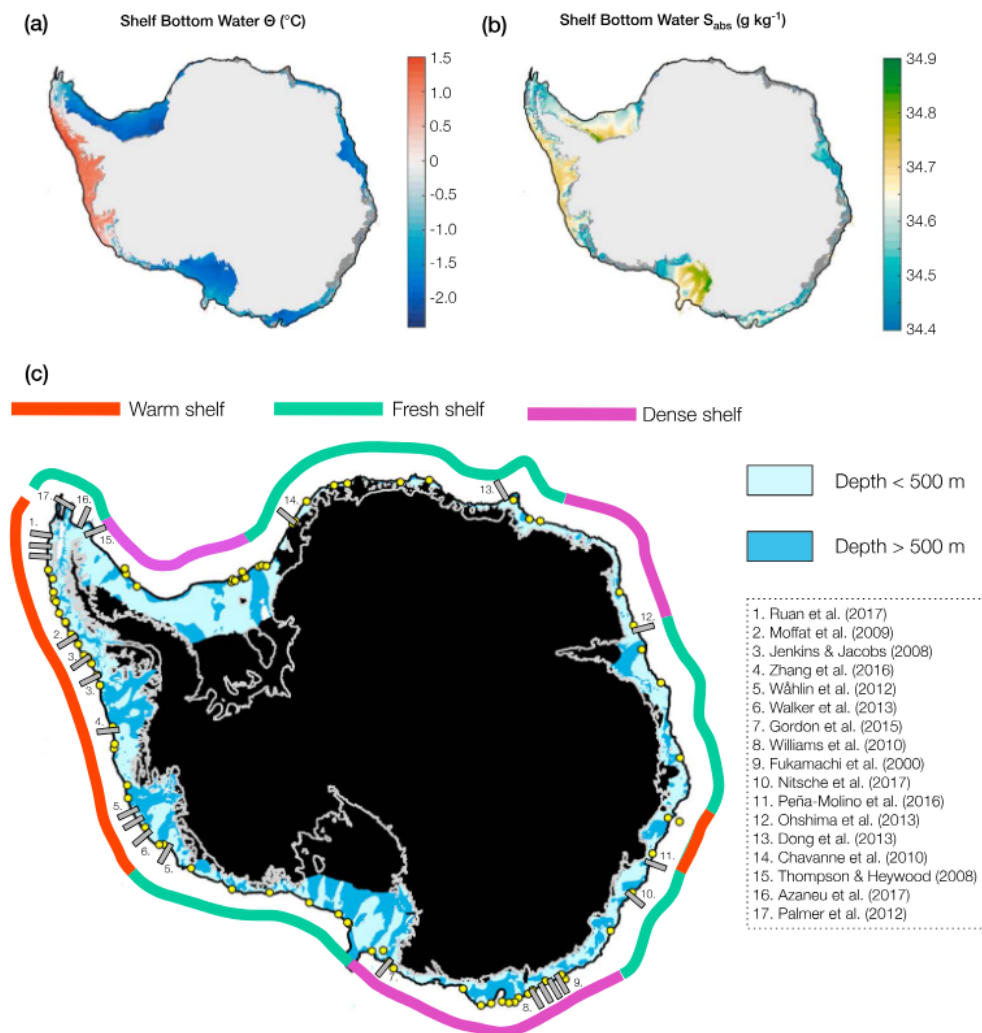 (a)
Shelf Bottom Water Θ (°C)
1.5
1.0
0.5
0
-0.5
-1.0
-1.5
-2.0
(b)
Shelf Bottom Water Sabs (g kg-1)
34.9
34.8
34.7
34.6
34.5
34.4
(c)
Warm shelf
Fresh shelf
Dense shelf
17.
16.
1.
15.
14.
13.
2.
3.
3.
4.
5.
6.
5.
7.
8.
9.
10.
11.
12.
Depth < 500 m
Depth > 500 m
1. Ruan et al. (2017)
2. Moffat et al. (2009)
3. Jenkins & Jacobs (2008)
4. Zhang et al. (2016)
5. Wåhlin et al. (2012)
6. Walker et al. (2013)
7. Gordon et al. (2015)
8. Williams et al. (2010)
9. Fukamachi et al. (2000)
10. Nitsche et al. (2017)
11. Peña-Molino et al. (2016)
12. Ohshima et al. (2013)
13. Dong et al. (2013)
14. Chavanne et al. (2010)
15. Thompson & Heywood (2008)
16. Azaneu et al. (2017)
17. Palmer et al. (2012)